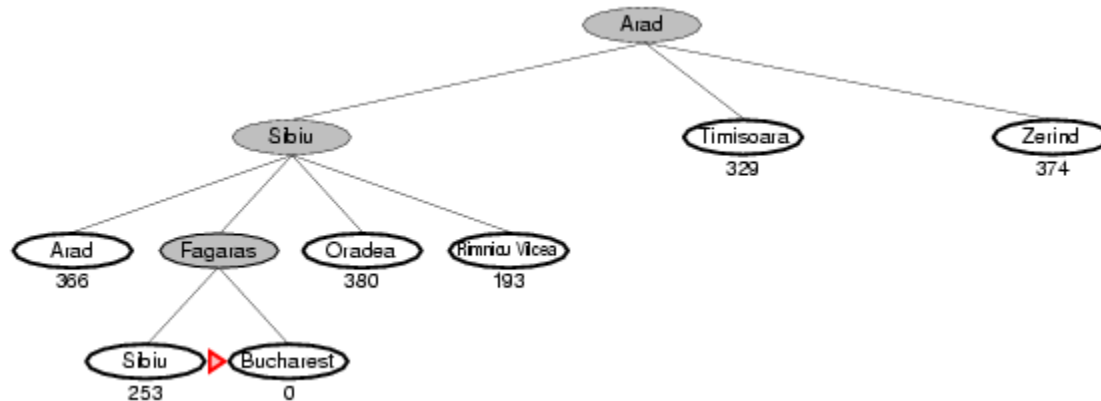 Arad
Sibiu
Timisoara
Zerind
329
374
Arad
Fagaras
Oradea
Rimnicu Vilcea
366
380
193
Sibiu
Bucharest
253
0